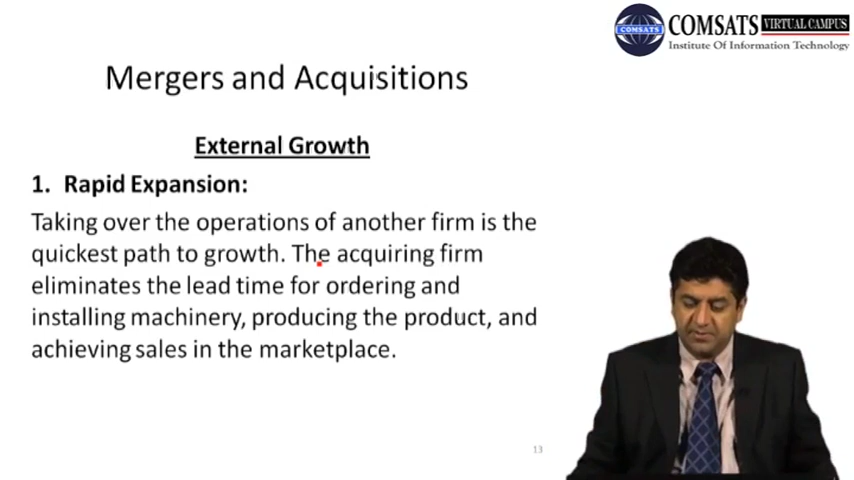 COMSATS VIRTUAL CAMPUS
COMSATS
Institute Of Information Technology
Mergers and Acquisitions
External Growth
1. Rapid Expansion:
Taking over the operations of another firm is the
quickest path to growth. The acquiring firm
eliminates the lead time for ordering and
installing machinery, producing the product, and
achieving sales in the marketplace.
13